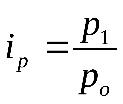 i_p = p_1 / p_o